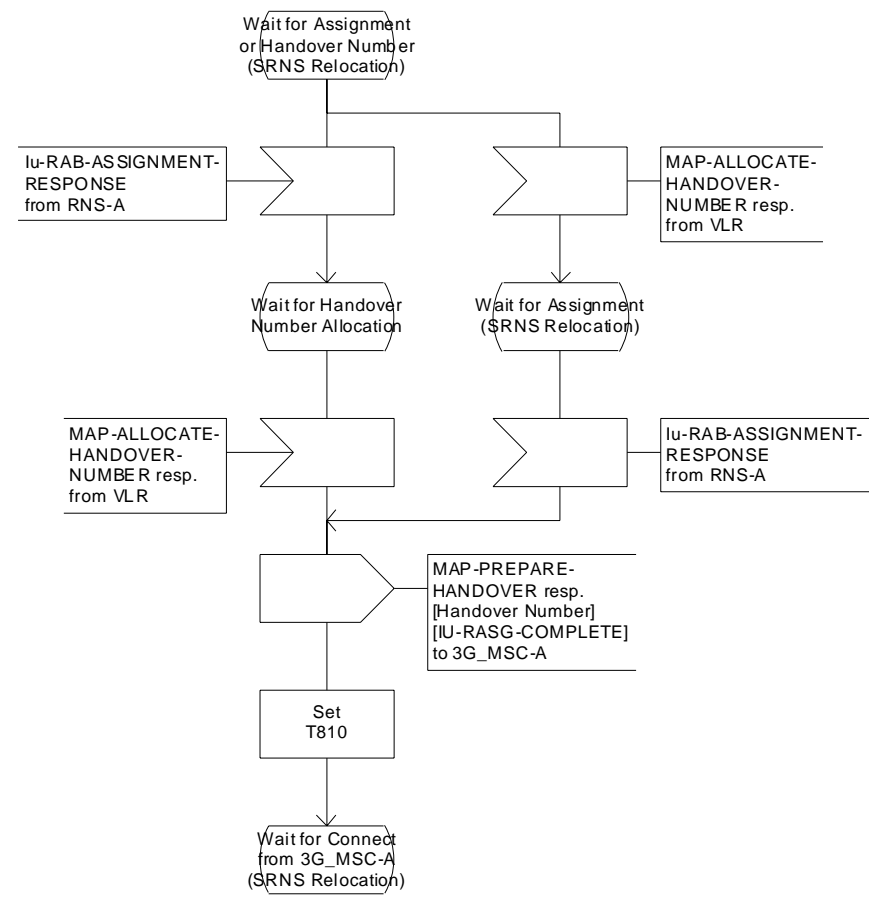 Wait for Assignment
or Handover Number
(SRNS Relocation)
Iu-RAB-ASSIGNMENT-
RESPONSE
from RNS-A
MAP-ALLOCATE-
HANDOVER-
NUMBER resp.
from VLR
Wait for Handover
Number Allocation
Wait for Assignment
(SRNS Relocation)
MAP-ALLOCATE-
HANDOVER-
NUMBER resp.
from VLR
Iu-RAB-ASSIGNMENT-
RESPONSE
from RNS-A
MAP-PREPARE-
HANDOVER resp.
[Handover Number]
[IU-RASG-COMPLETE]
to 3G_MSC-A
Set
T810
Wait for Connect
from 3G_MSC-A
(SRNS Relocation)